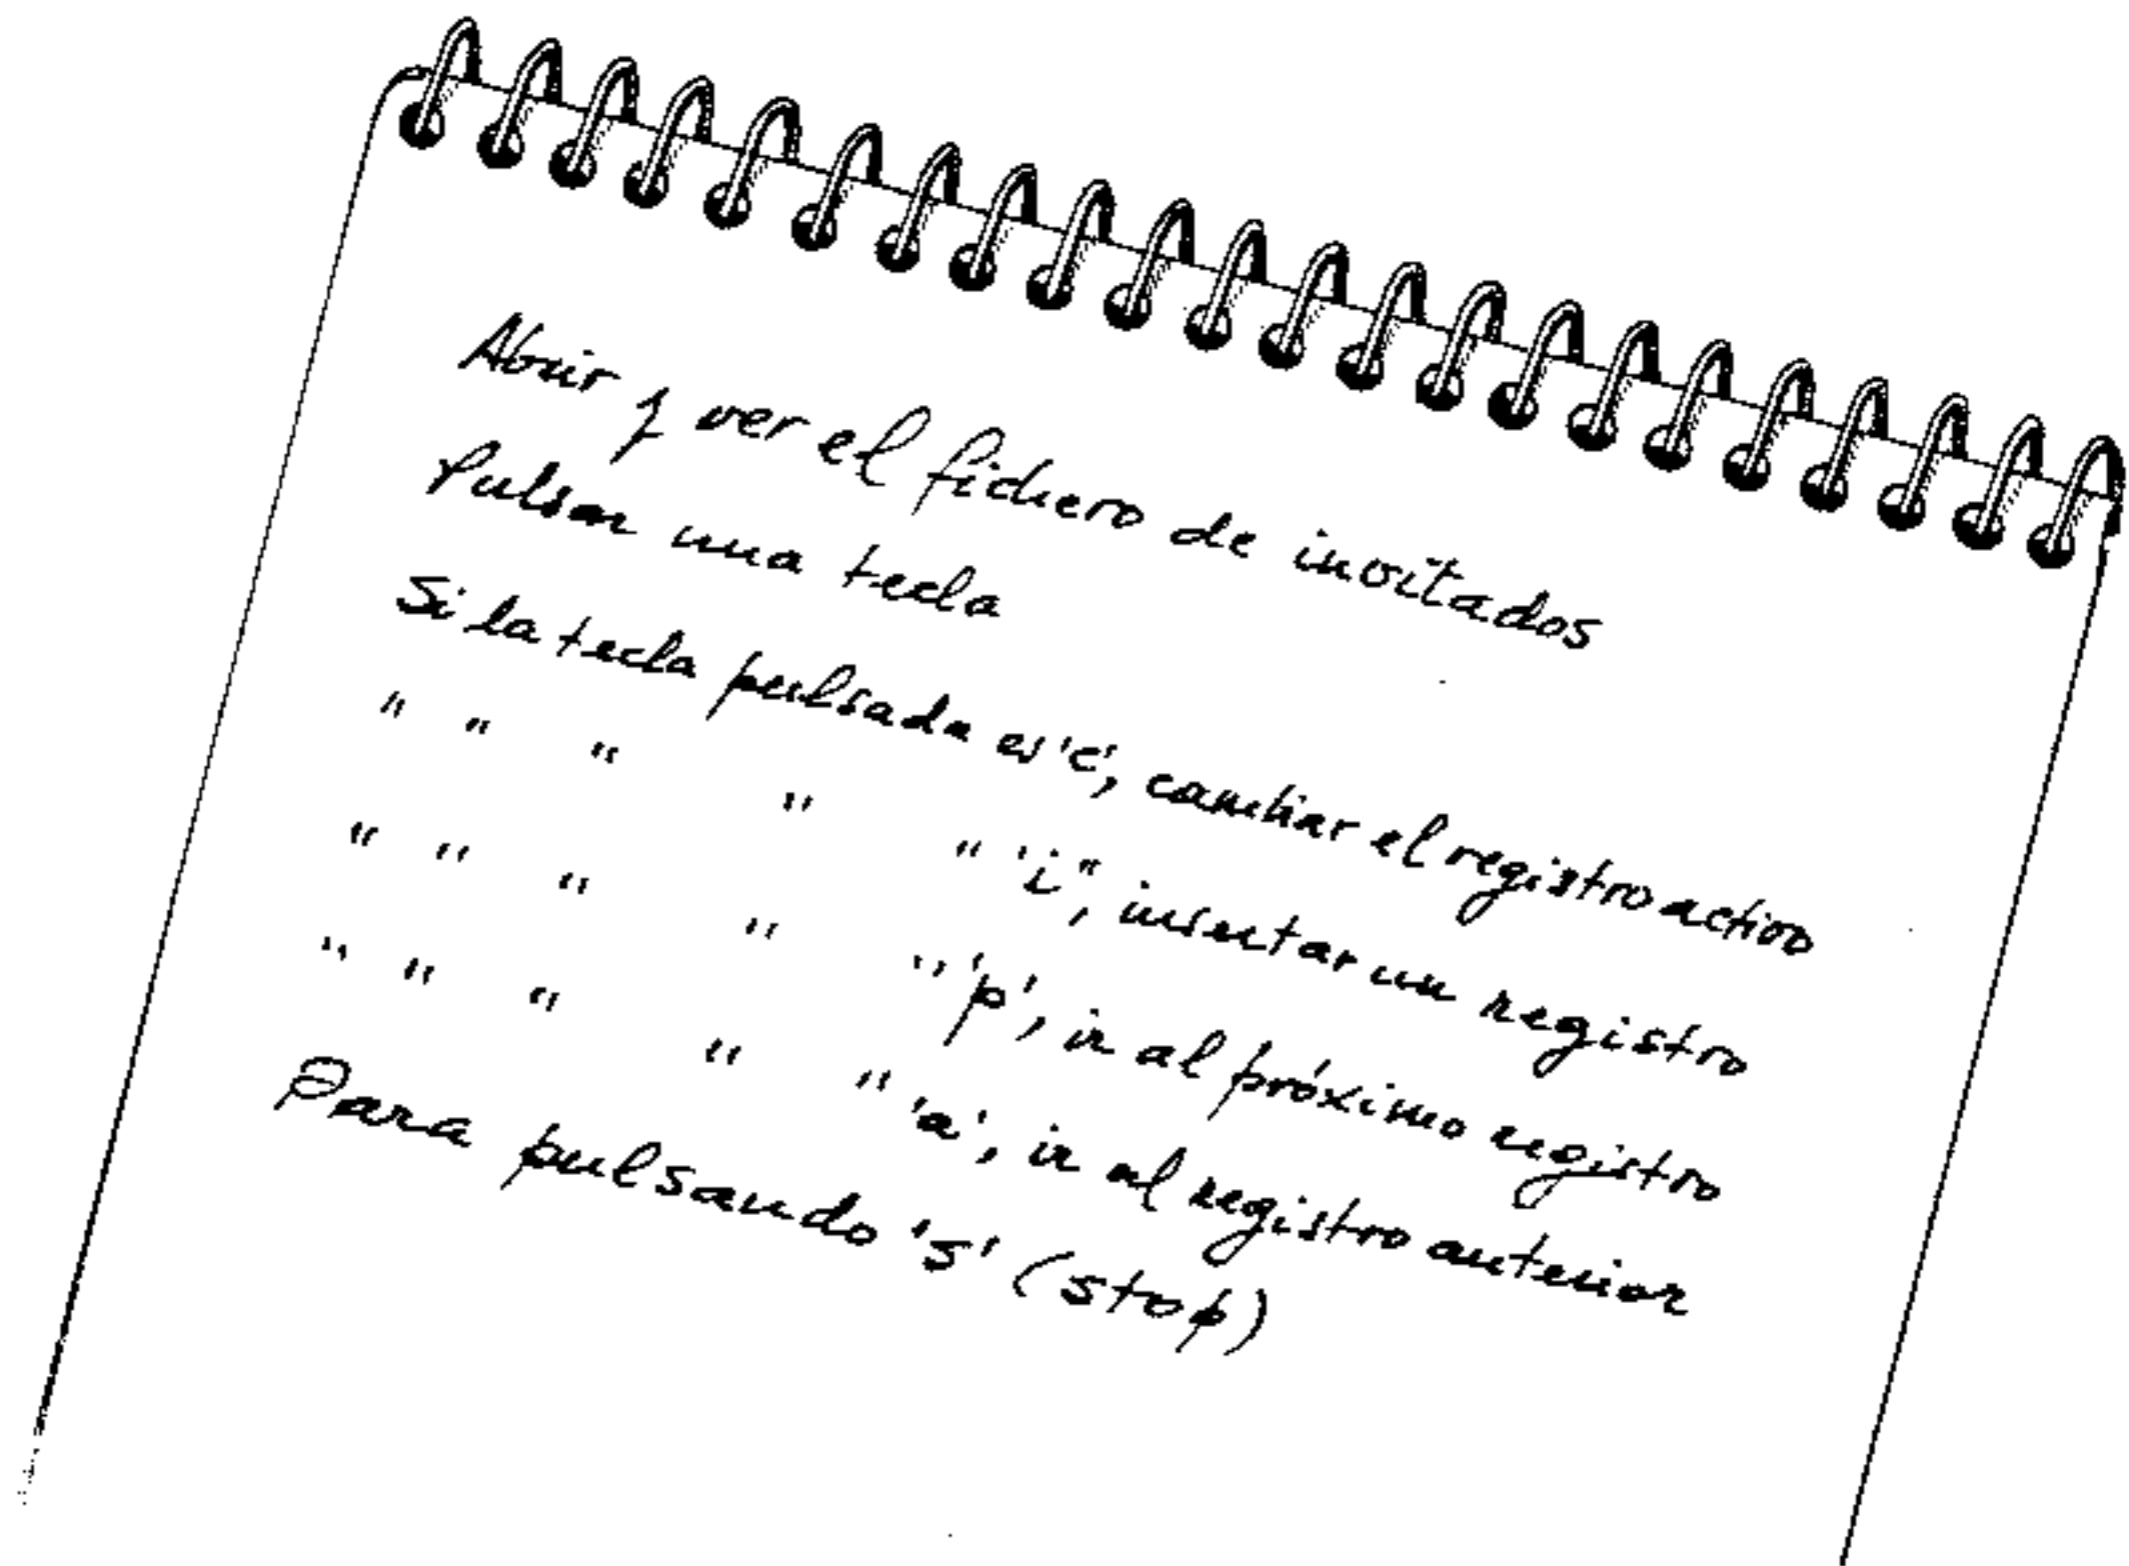 Abrir y ver el fichero de invitados
Pulsar una tecla
Si la tecla pulsada es 'c', cambiar el registro activo
" " " " " 'i', insertar un registro
" " " " " 'p', ir al próximo registro
" " " " " 'a', ir al registro anterior
Para pulsando 's' (stop)